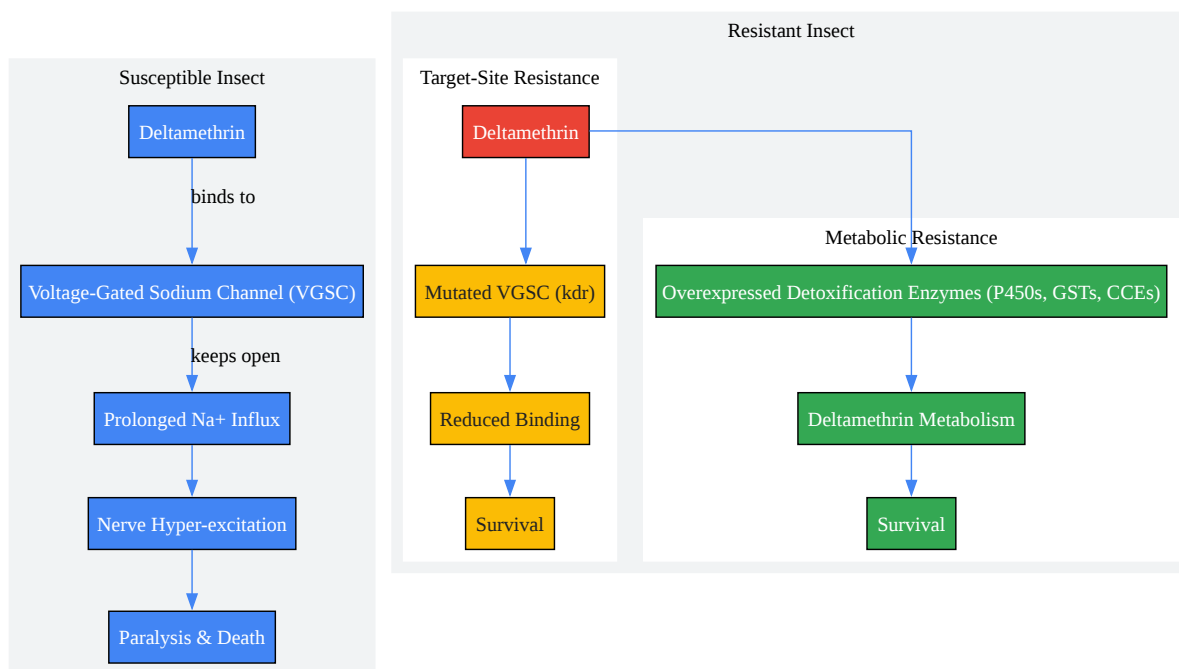 Susceptible Insect
Deltamethrin
binds to
Voltage-Gated Sodium Channel (VGSC)
keeps open
Prolonged Na+ Influx
Nerve Hyper-excitation
Paralysis & Death
Resistant Insect
Target-Site Resistance
Deltamethrin
Mutated VGSC (kdr)
Reduced Binding
Survival
Metabolic Resistance
Overexpressed Detoxification Enzymes (P450s, GSTs, CCEs)
Deltamethrin Metabolism
Survival